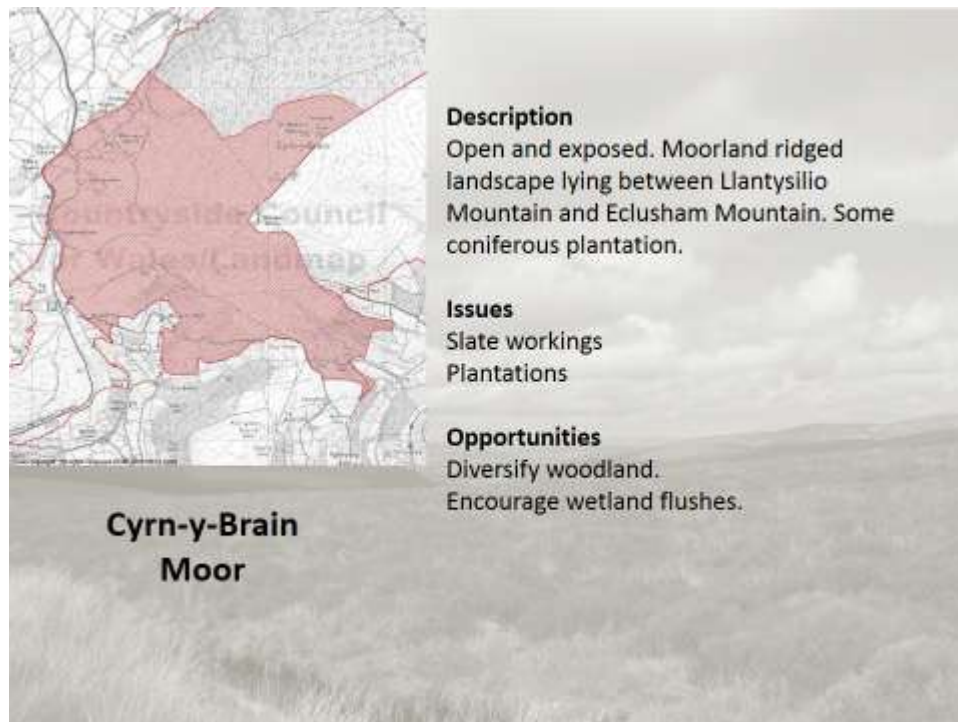 Description
Open and exposed. Moorland ridged
landscape lying between Llantysilio
Mountain and Eclusham Mountain. Some
coniferous plantation.
Issues
Slate workings
Plantations
Opportunities
Diversify woodland.
Encourage wetland flushes.
Countryside Council
for Wales/Landmap
Cyrn-y-Brain
Moor